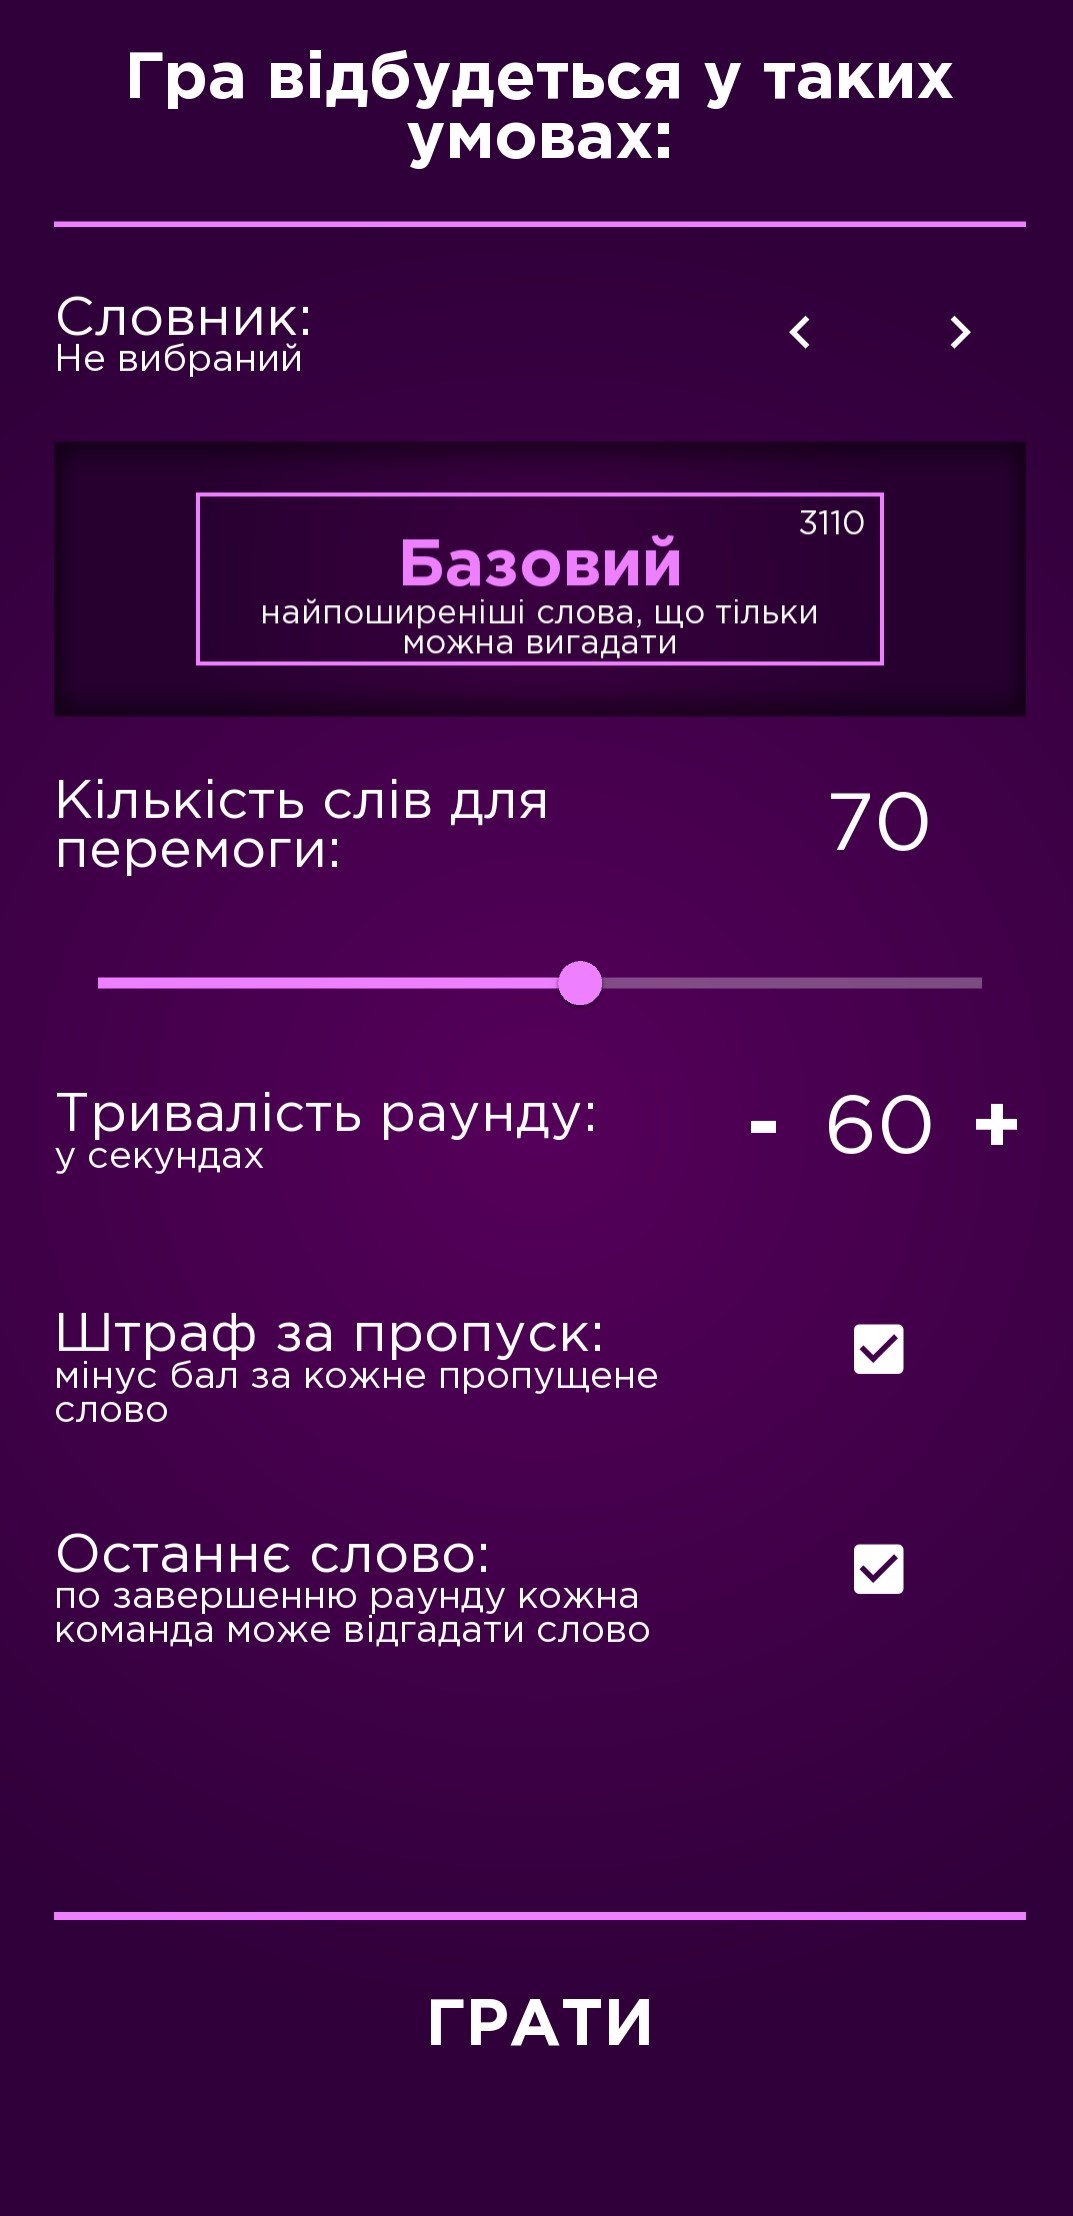 Гра відбудеться у таких
умовах:
Словник:
Не вибраний
3110
Базовий
найпоширеніші слова, що тільки
можна вигадати
Кількість слів для
перемоги:
70
Тривалість раунду:
у секундах
- 60 +
Штраф за пропуск:
мінус бал за кожне пропущене
слово
Останнє слово:
по завершенню раунду кожна
команда може відгадати слово
ГРАТИ